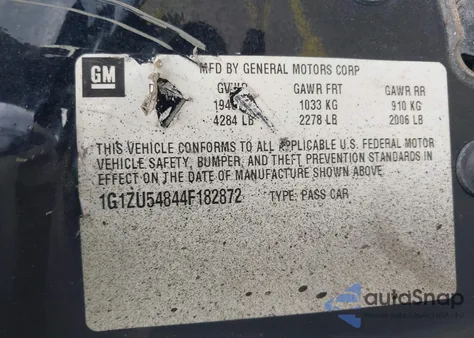 GM
MFD BY GENERAL MOTORS CORP
GAWR FRT GAWR RR
1033 KG 910 KG
4284 LB 2278 LB 2006 LB
THIS VEHICLE CONFORMS TO ALL APPLICABLE U.S. FEDERAL MOTOR
VEHICLE SAFETY, BUMPER, AND THEFT PREVENTION STANDARDS IN
EFFECT ON THE DATE OF MANUFACTURE SHOWN ABOVE.
1G1ZU54844F182872 TYPE: PASS CAR
autoSnap